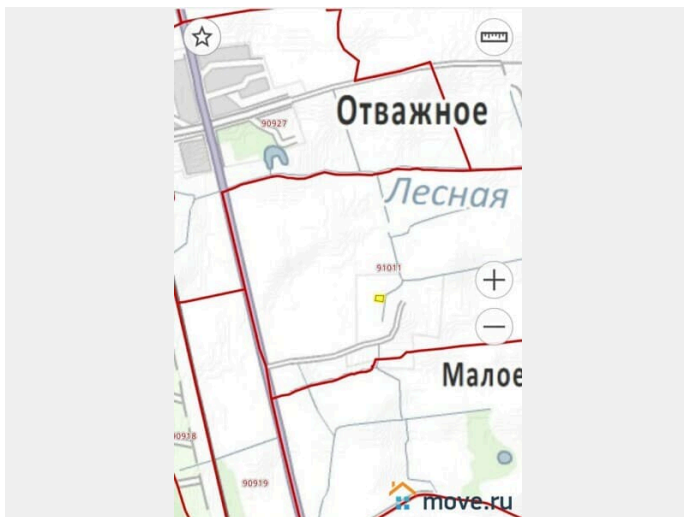 Отважное
90927
Лесная
91011
Малое
90918
90919
move.ru